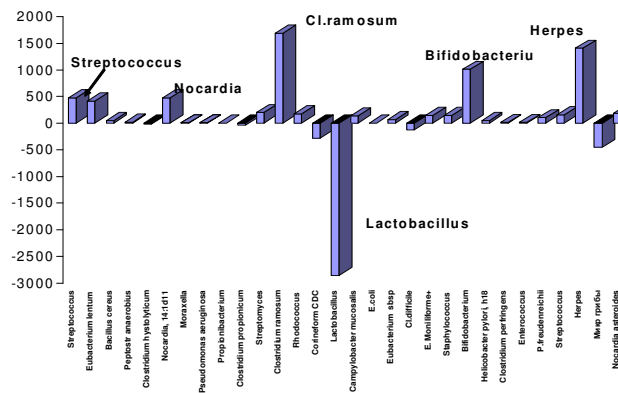 2000
1500
1000
500
0
-500
-1000
-1500
-2000
-2500
-3000
Streptococcus
Nocardia
Cl.ramosum
Bifidobacteriu
Herpes
Lactobacillus
Streptococcus
Eubacterium lentum
Bacillus cereus
Peptostr anaerobius
Clostridium hystolyticum
Nocardia, 14:1d11
Moraxella
Pseudomonas aeruginosa
Propionibacterium
Clostridium propionicum
Streptomyces
Clostridium ramosum
Rhodococcus
Corineform CDC
Lactobacillus
Campylobacter mucosalis
E.coli
Eubacterium sbsp
Cl.difficile
E. Moniliforme+
Staphylococcus
Bifidobacterium
Helicobacter pylori, h18
Clostridium perfringens
Enterococcus
P.freudenreichii
Streptococcus
Herpes
Микр грибы
Nocardia asteroides